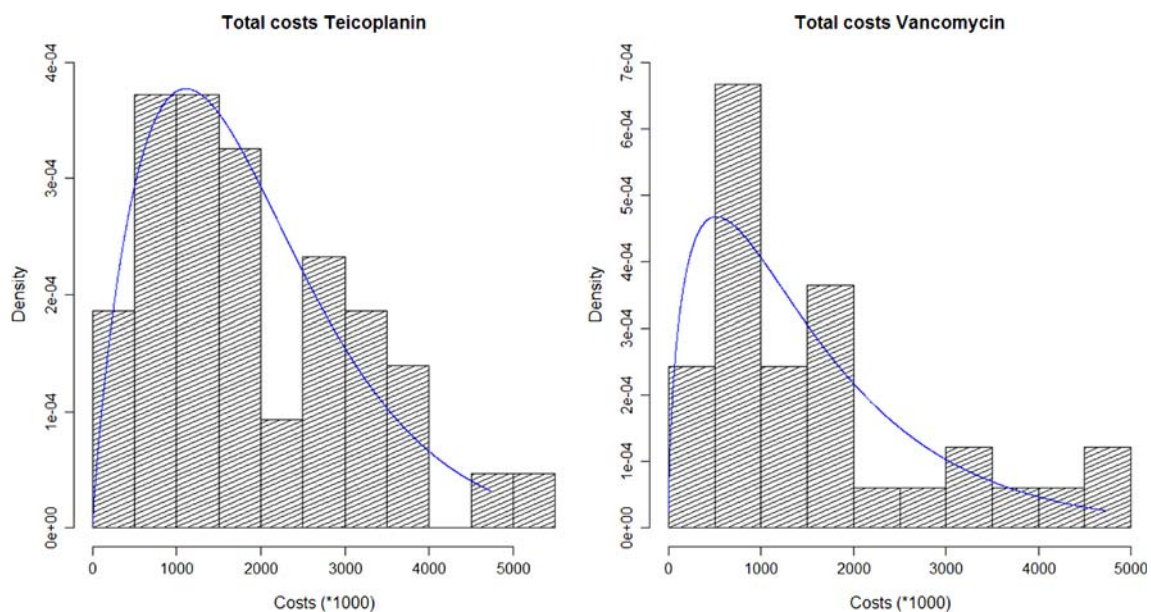 Total costs Teicoplanin
4e-04
3e-04
2e-04
1e-04
0e+00
Density
0 1000 2000 3000 4000 5000
Costs (*1000)
Total costs Vancomycin
7e-04
6e-04
5e-04
4e-04
3e-04
2e-04
1e-04
0e+00
Density
0 1000 2000 3000 4000 5000
Costs (*1000)